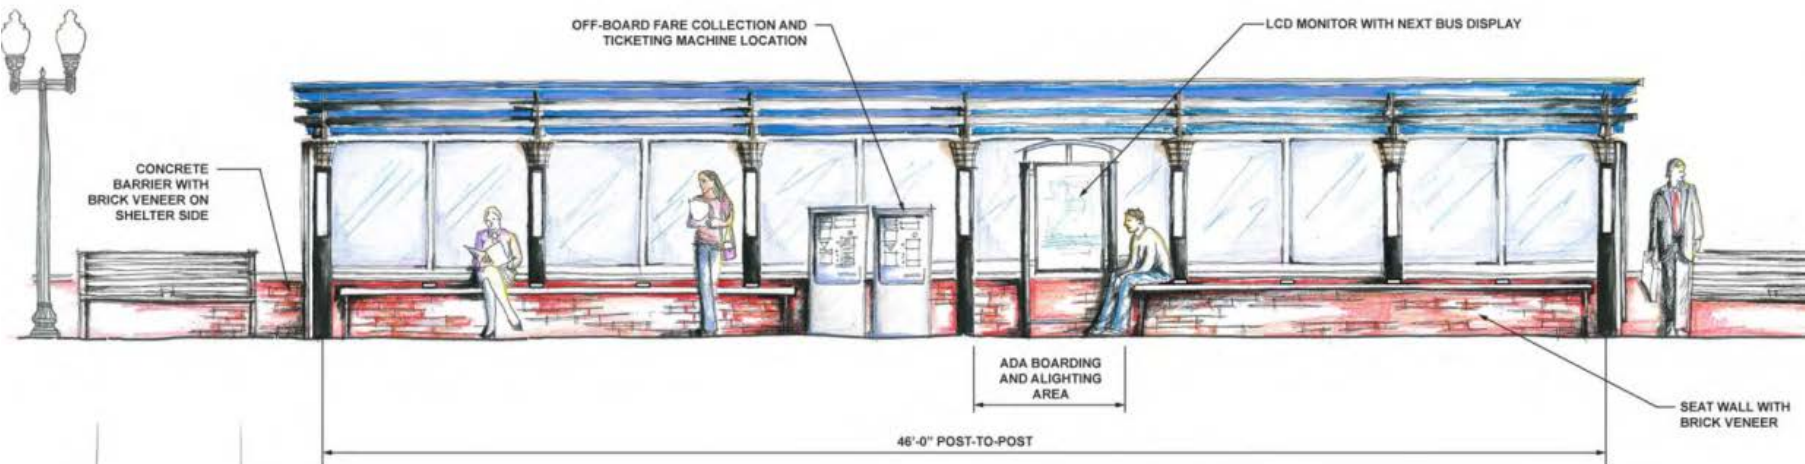 OFF-BOARD FARE COLLECTION AND
TICKETING MACHINE LOCATION
LCD MONITOR WITH NEXT BUS DISPLAY
CONCRETE
BARRIER WITH
BRICK VENEER ON
SHELTER SIDE
ADA BOARDING
AND ALIGHTING
AREA
SEAT WALL WITH
BRICK VENEER
46'-0" POST-TO-POST